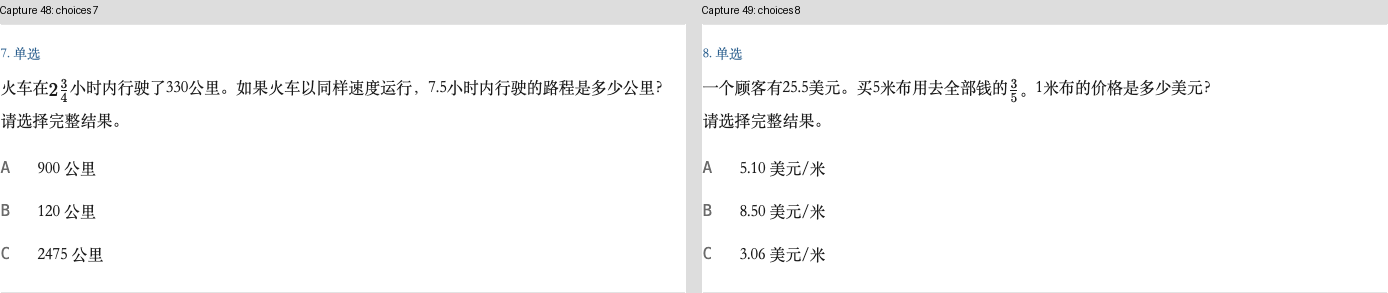 Capture 48: choices7
7. 单选
火车在2 3/4小时内行驶了330公里。如果火车以同样速度运行，7.5小时内行驶的路程是多少公里?
请选择完整结果。
A 900 公里
B 120 公里
C 2475 公里
Capture 49: choices8
8. 单选
一个顾客有25.5美元。买5米布用去全部钱的3/5。1米布的价格是多少美元?
请选择完整结果。
A 5.10 美元/米
B 8.50 美元/米
C 3.06 美元/米